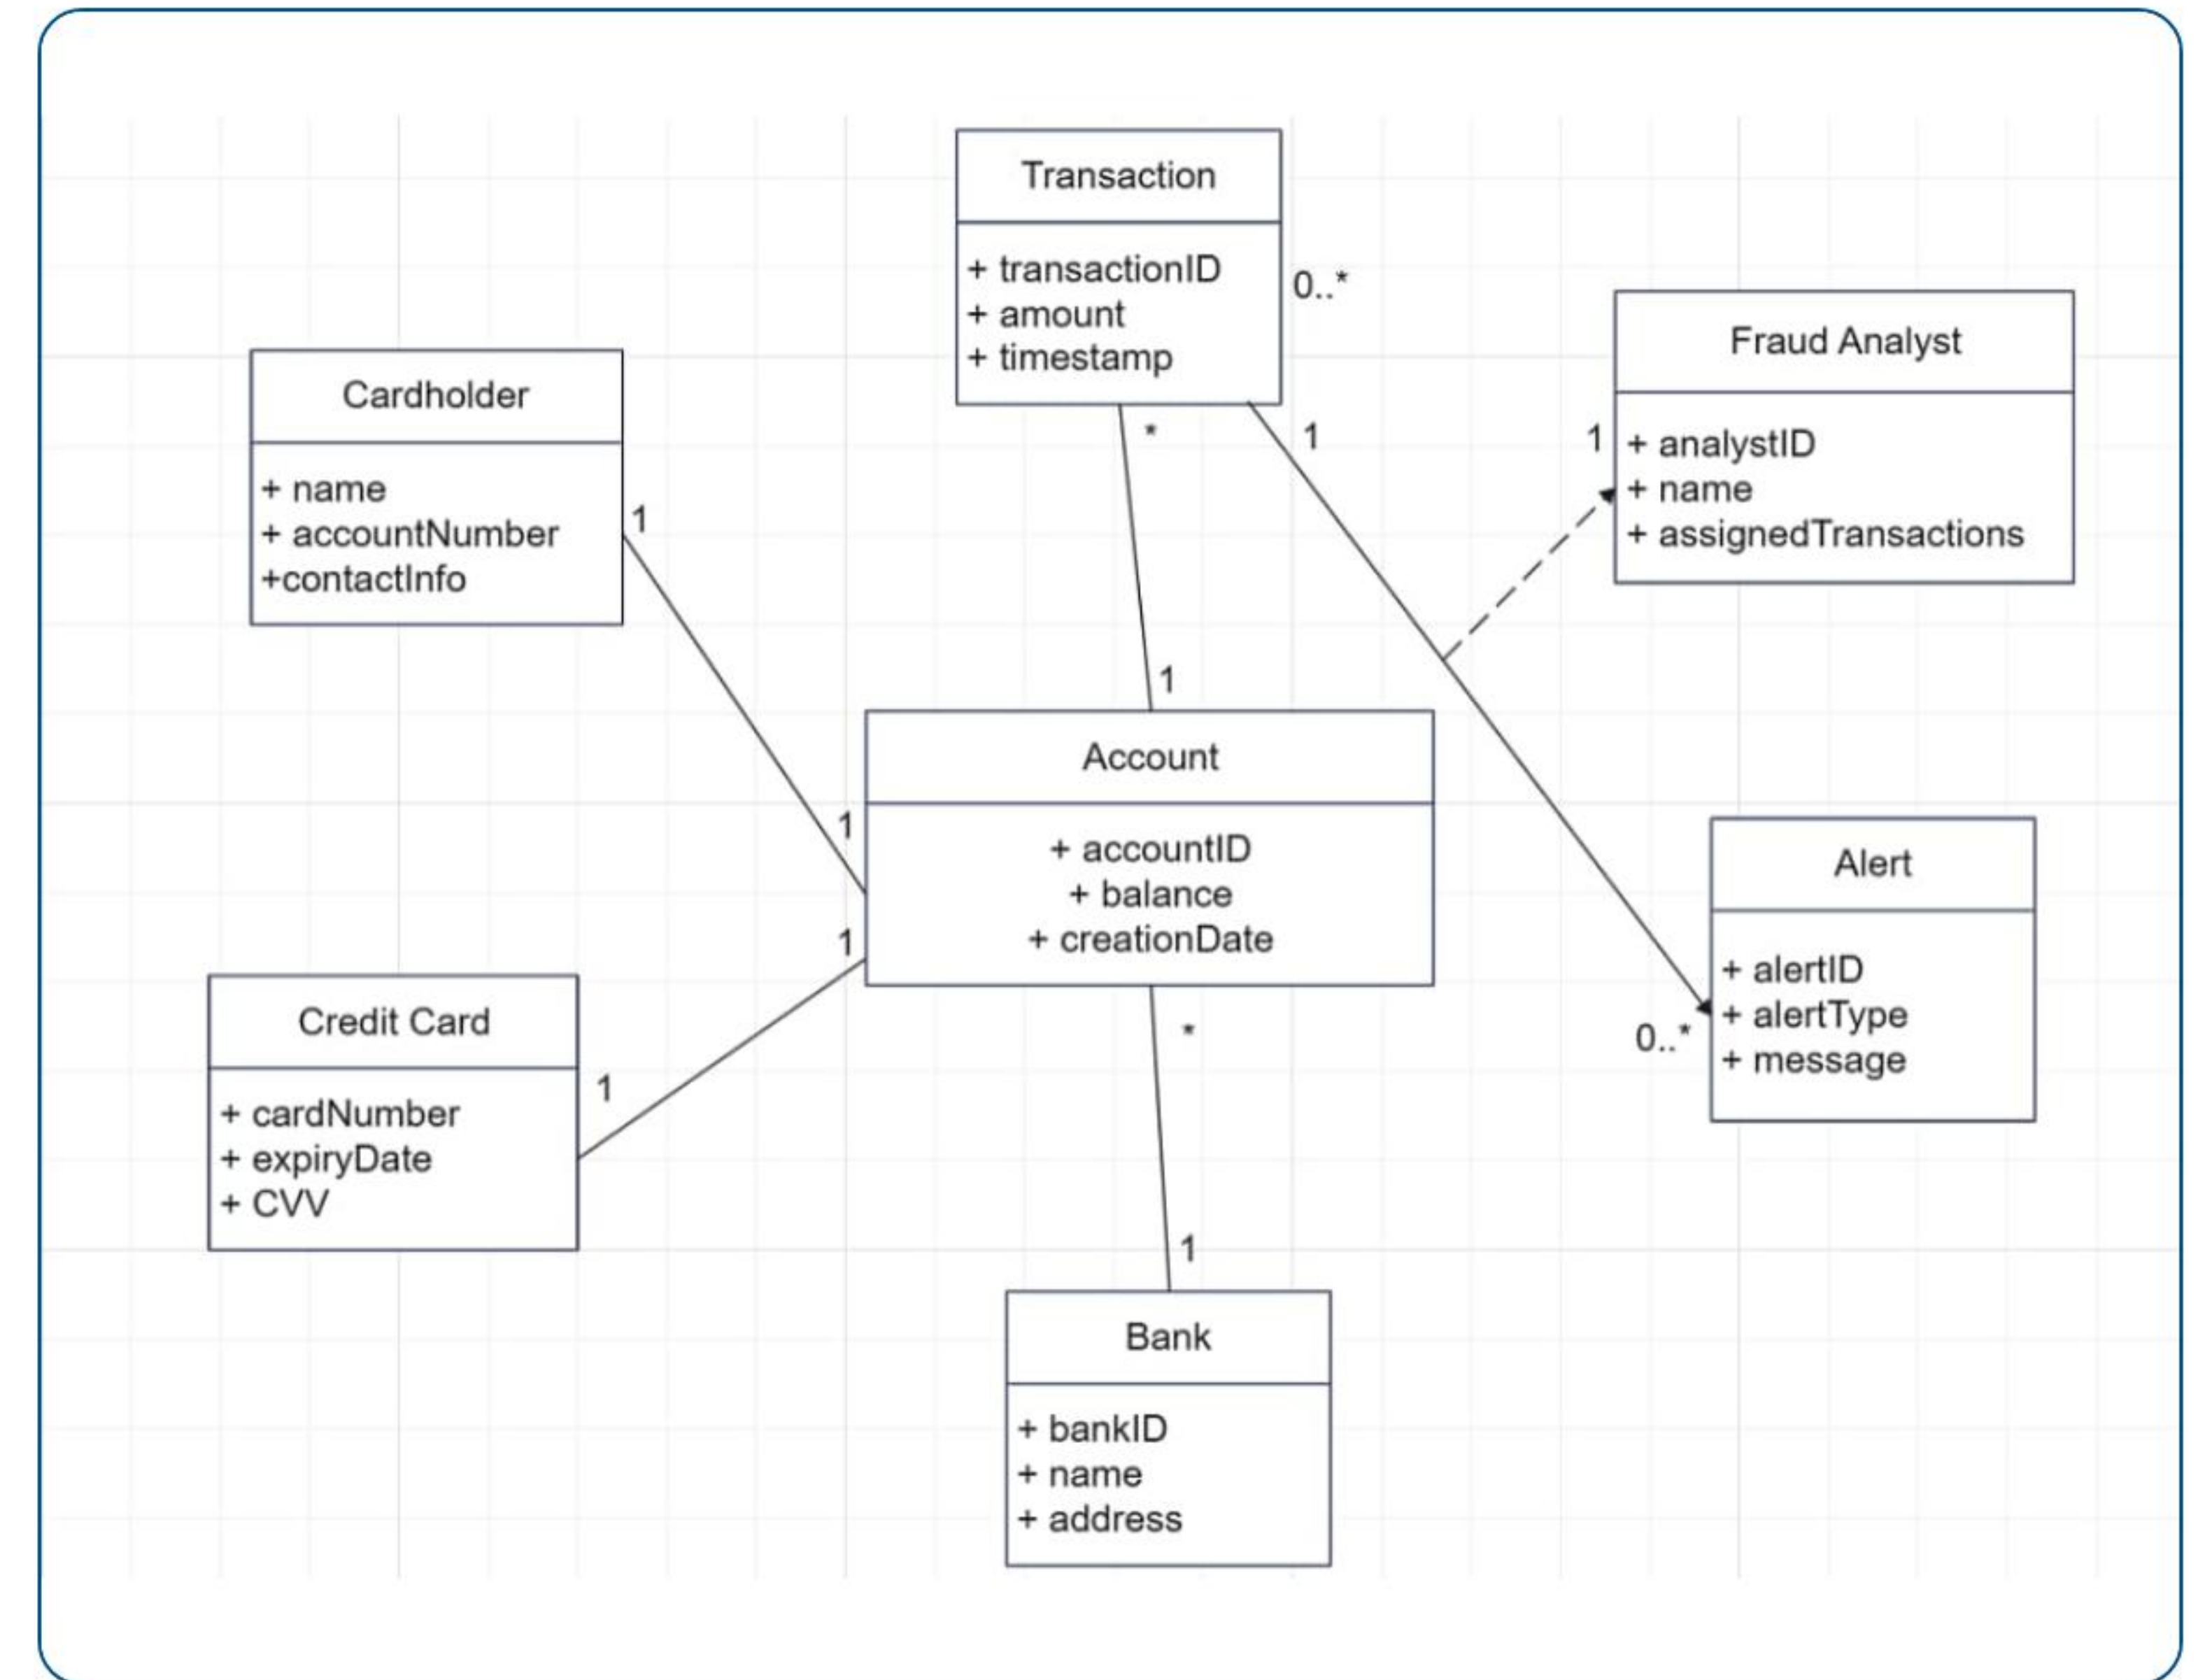 Transaction
+ transactionID
+ amount
+ timestamp
0..*
*
1
Fraud Analyst
1
+ analystID
+ name
+ assignedTransactions
Cardholder
+ name
+ accountNumber
+contactInfo
1
1
1
Account
+ accountID
+ balance
+ creationDate
1
*
Alert
+ alertID
+ alertType
+ message
0..*
Credit Card
+ cardNumber
+ expiryDate
+ CVV
1
1
Bank
+ bankID
+ name
+ address